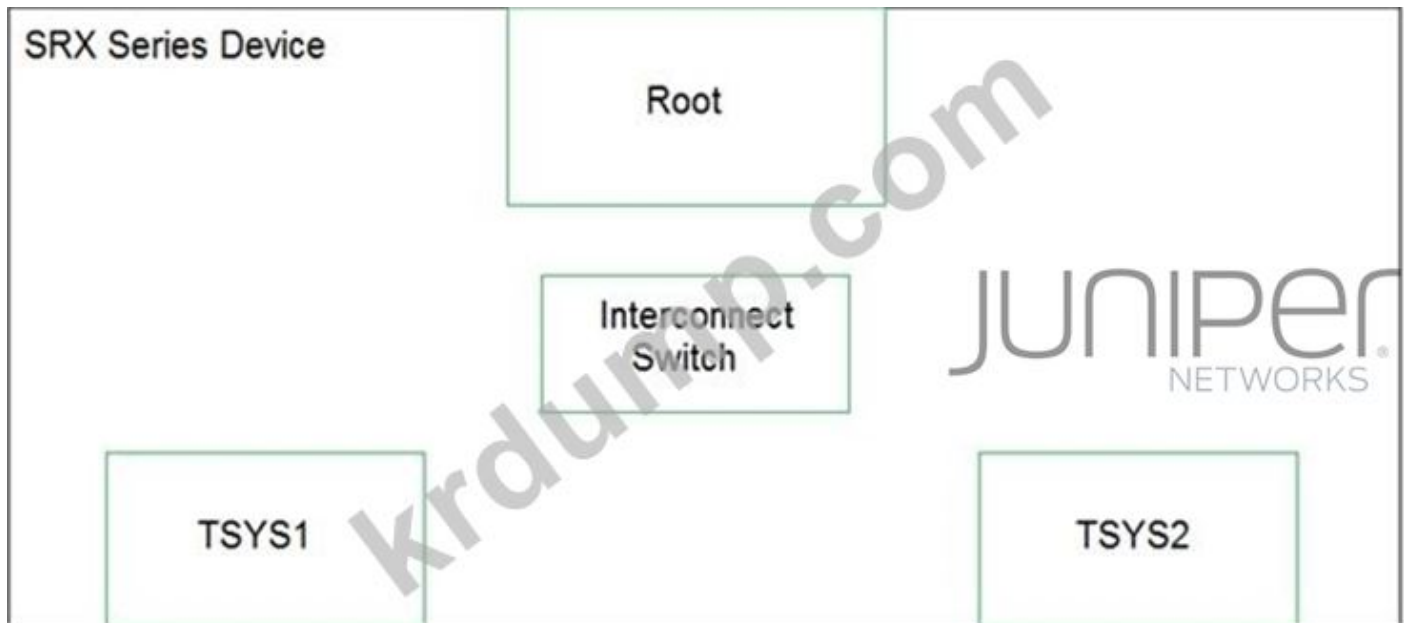 SRX Series Device
Root
Interconnect
Switch
JUNIPER
NETWORKS
TSYS1
TSYS2
krdump.com